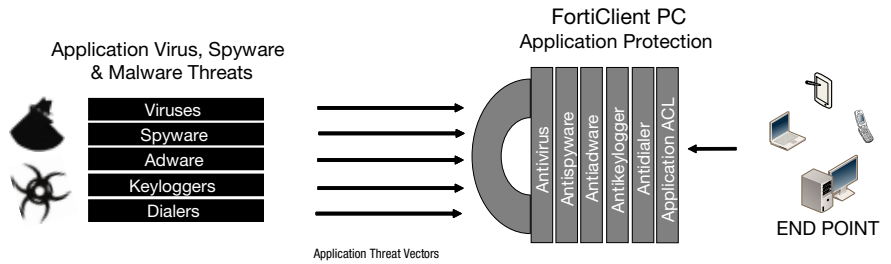 FortiClient PC
Application Protection
Application Virus, Spyware
& Malware Threats
Viruses
Spyware
Adware
Keyloggers
Dialers
Antivirus
Antispyware
Antiadware
Antikeylogger
Antidialer
Application ACL
END POINT
Application Threat Vectors